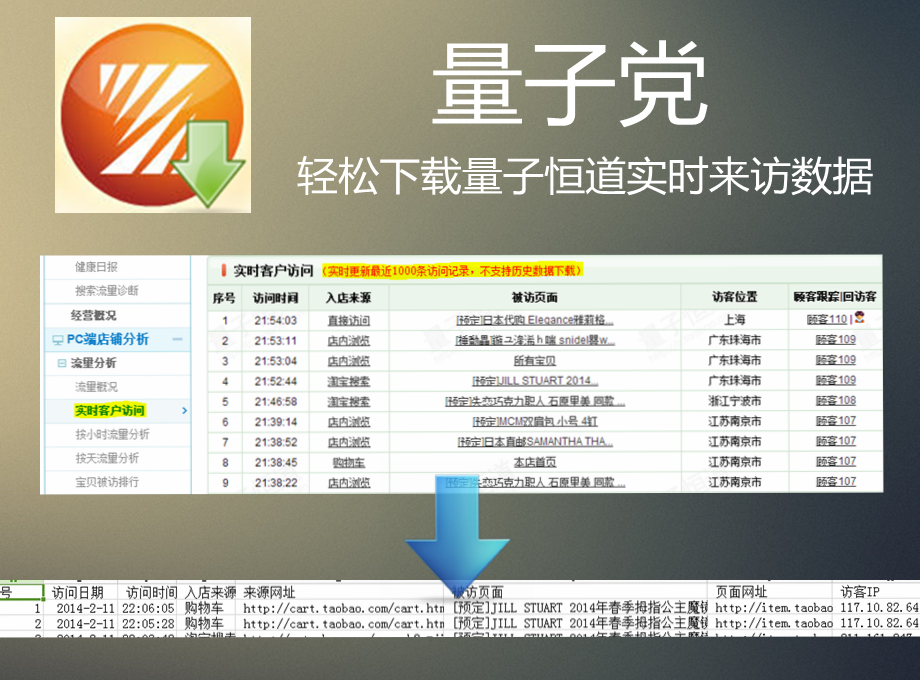 量子党
轻松下载量子恒道实时来访数据
健康日报
搜索流量诊断
经营概况
PC端店铺分析
流量分析
流量概况
实时客户访问
按小时流量分析
按天流量分析
宝贝被访排行
实时客户访问 (实时更新最近1000条访问记录，不支持历史数据下载)
序号 访问时间 入店来源 被访页面 访客位置 顾客跟踪|回访客
1 21:54:03 直接访问 [预定]日本代购 Elegance雅莉格... 上海 顾客110 |
2 21:53:11 店内浏览 snidel 广东珠海市 顾客109
3 21:53:04 店内浏览 所有宝贝 广东珠海市 顾客109
4 21:52:44 淘宝搜索 [预定]JILL STUART 2014... 广东珠海市 顾客109
5 21:46:58 淘宝搜索 [预定]失恋巧克力职人 石原里美 同款 ... 浙江宁波市 顾客108
6 21:39:14 店内浏览 [预定]MCM双肩包 小号 4钉 江苏南京市 顾客107
7 21:38:52 店内浏览 [预定]日本直邮SAMANTHA THA... 江苏南京市 顾客107
8 21:38:45 购物车 本店首页 江苏南京市 顾客107
9 21:38:22 店内浏览 [预定]失恋巧克力职人 石原里美 同款 ... 江苏南京市 顾客107
号 访问日期 访问时间 入店来源 来源网址 被访页面 页面网址 访客IP
1 2014-2-11 22:06:05 购物车 http://cart.taobao.com/cart.htm [预定]JILL STUART 2014年春季拇指公主魔镜 http://item.taobao 117.10.82.64
2 2014-2-11 22:05:28 购物车 http://cart.taobao.com/cart.htm [预定]JILL STUART 2014年春季拇指公主魔镜 http://item.taobao 117.10.82.64